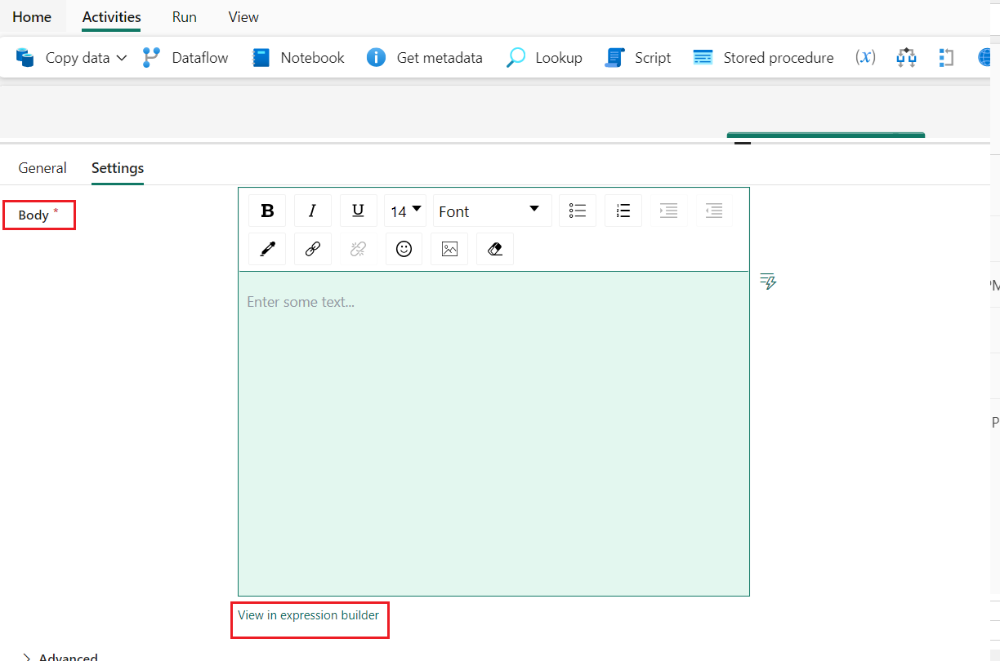 Home Activities Run View
Copy data Dataflow Notebook Get metadata Lookup Script Stored procedure (x)
General Settings
Body *
B I U 14 Font
Enter some text...
View in expression builder
Advanced